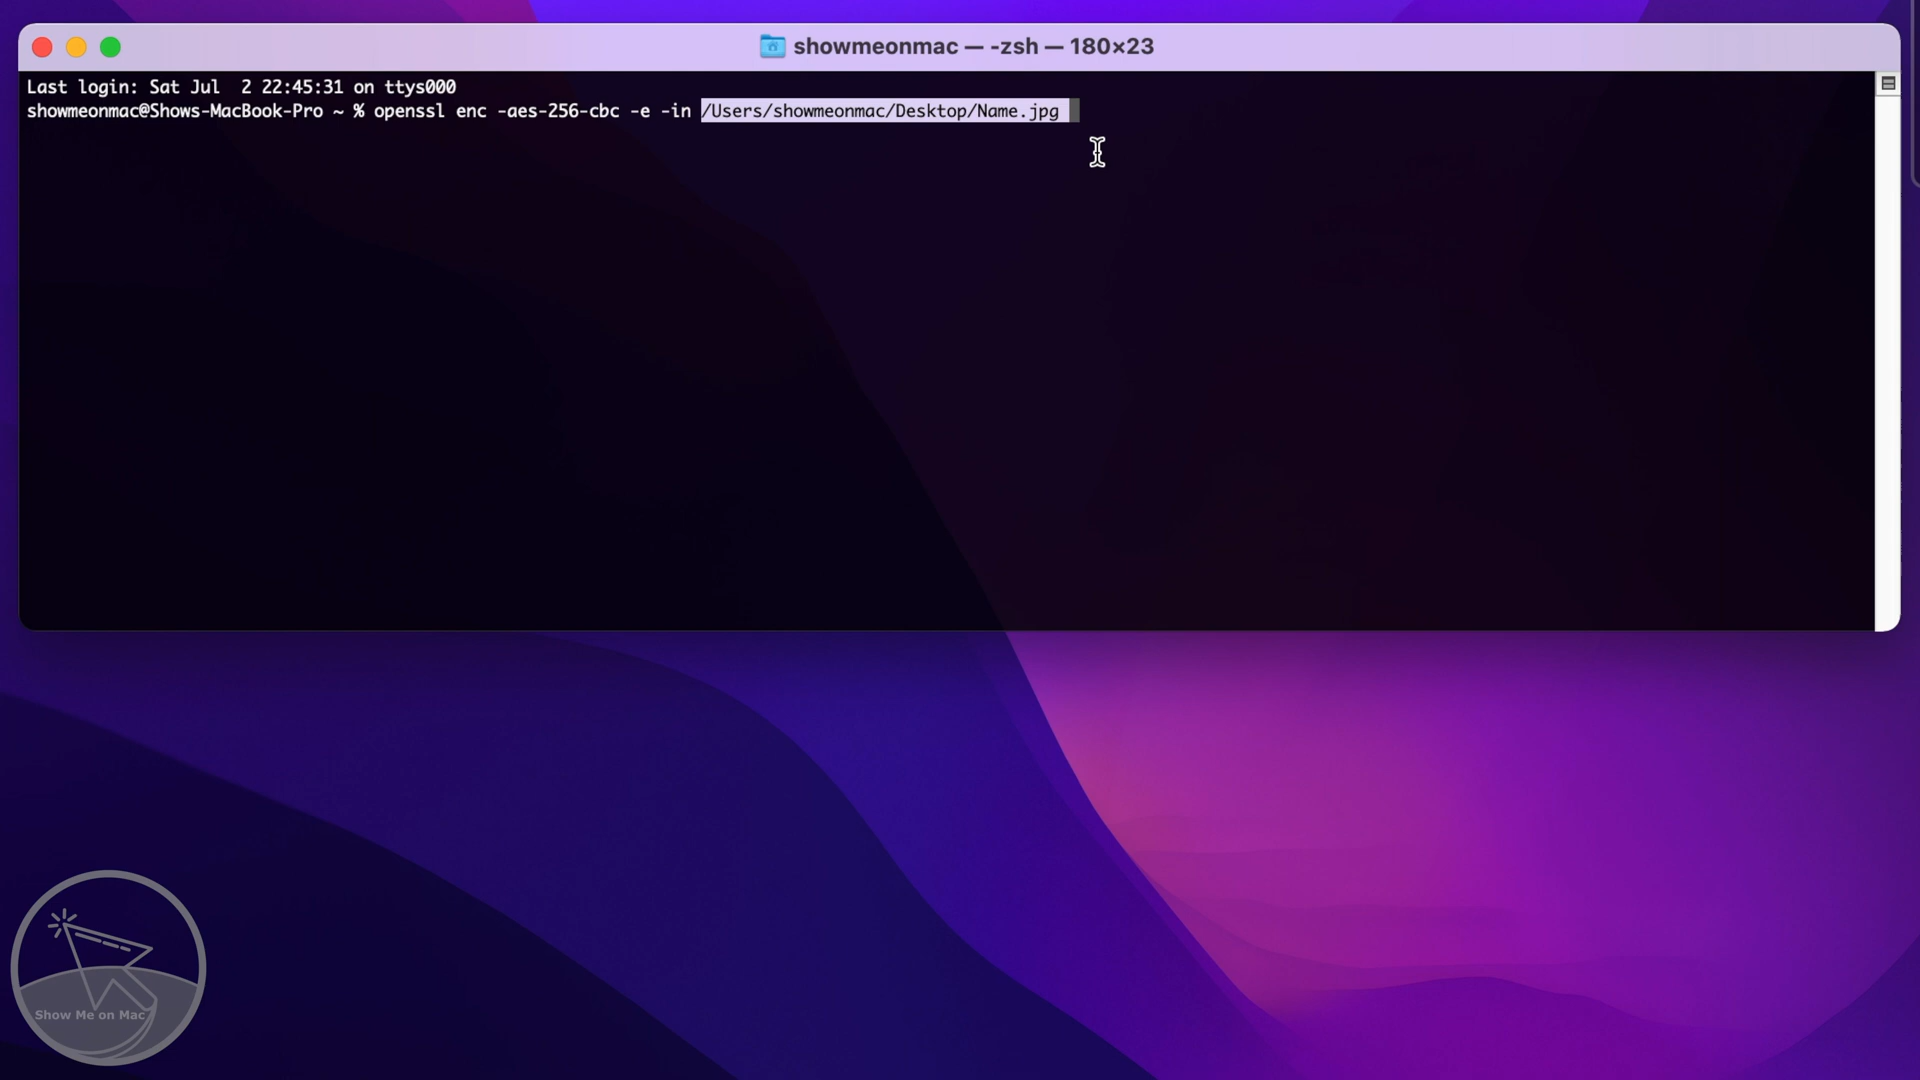 showmeonmac — -zsh — 180×23
Last login: Sat Jul  2 22:45:31 on ttys000
showmeonmac@Shows-MacBook-Pro ~ % openssl enc -aes-256-cbc -e -in /Users/showmeonmac/Desktop/Name.jpg
Show Me on Mac